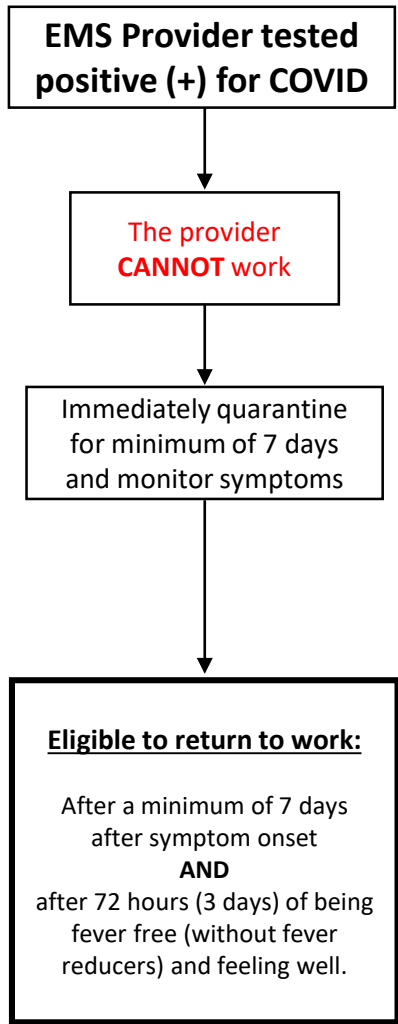 EMS Provider tested
positive (+) for COVID
The provider
CANNOT work
Immediately quarantine
for minimum of 7 days
and monitor symptoms
Eligible to return to work:
After a minimum of 7 days
after symptom onset
AND
after 72 hours (3 days) of being
fever free (without fever
reducers) and feeling well.